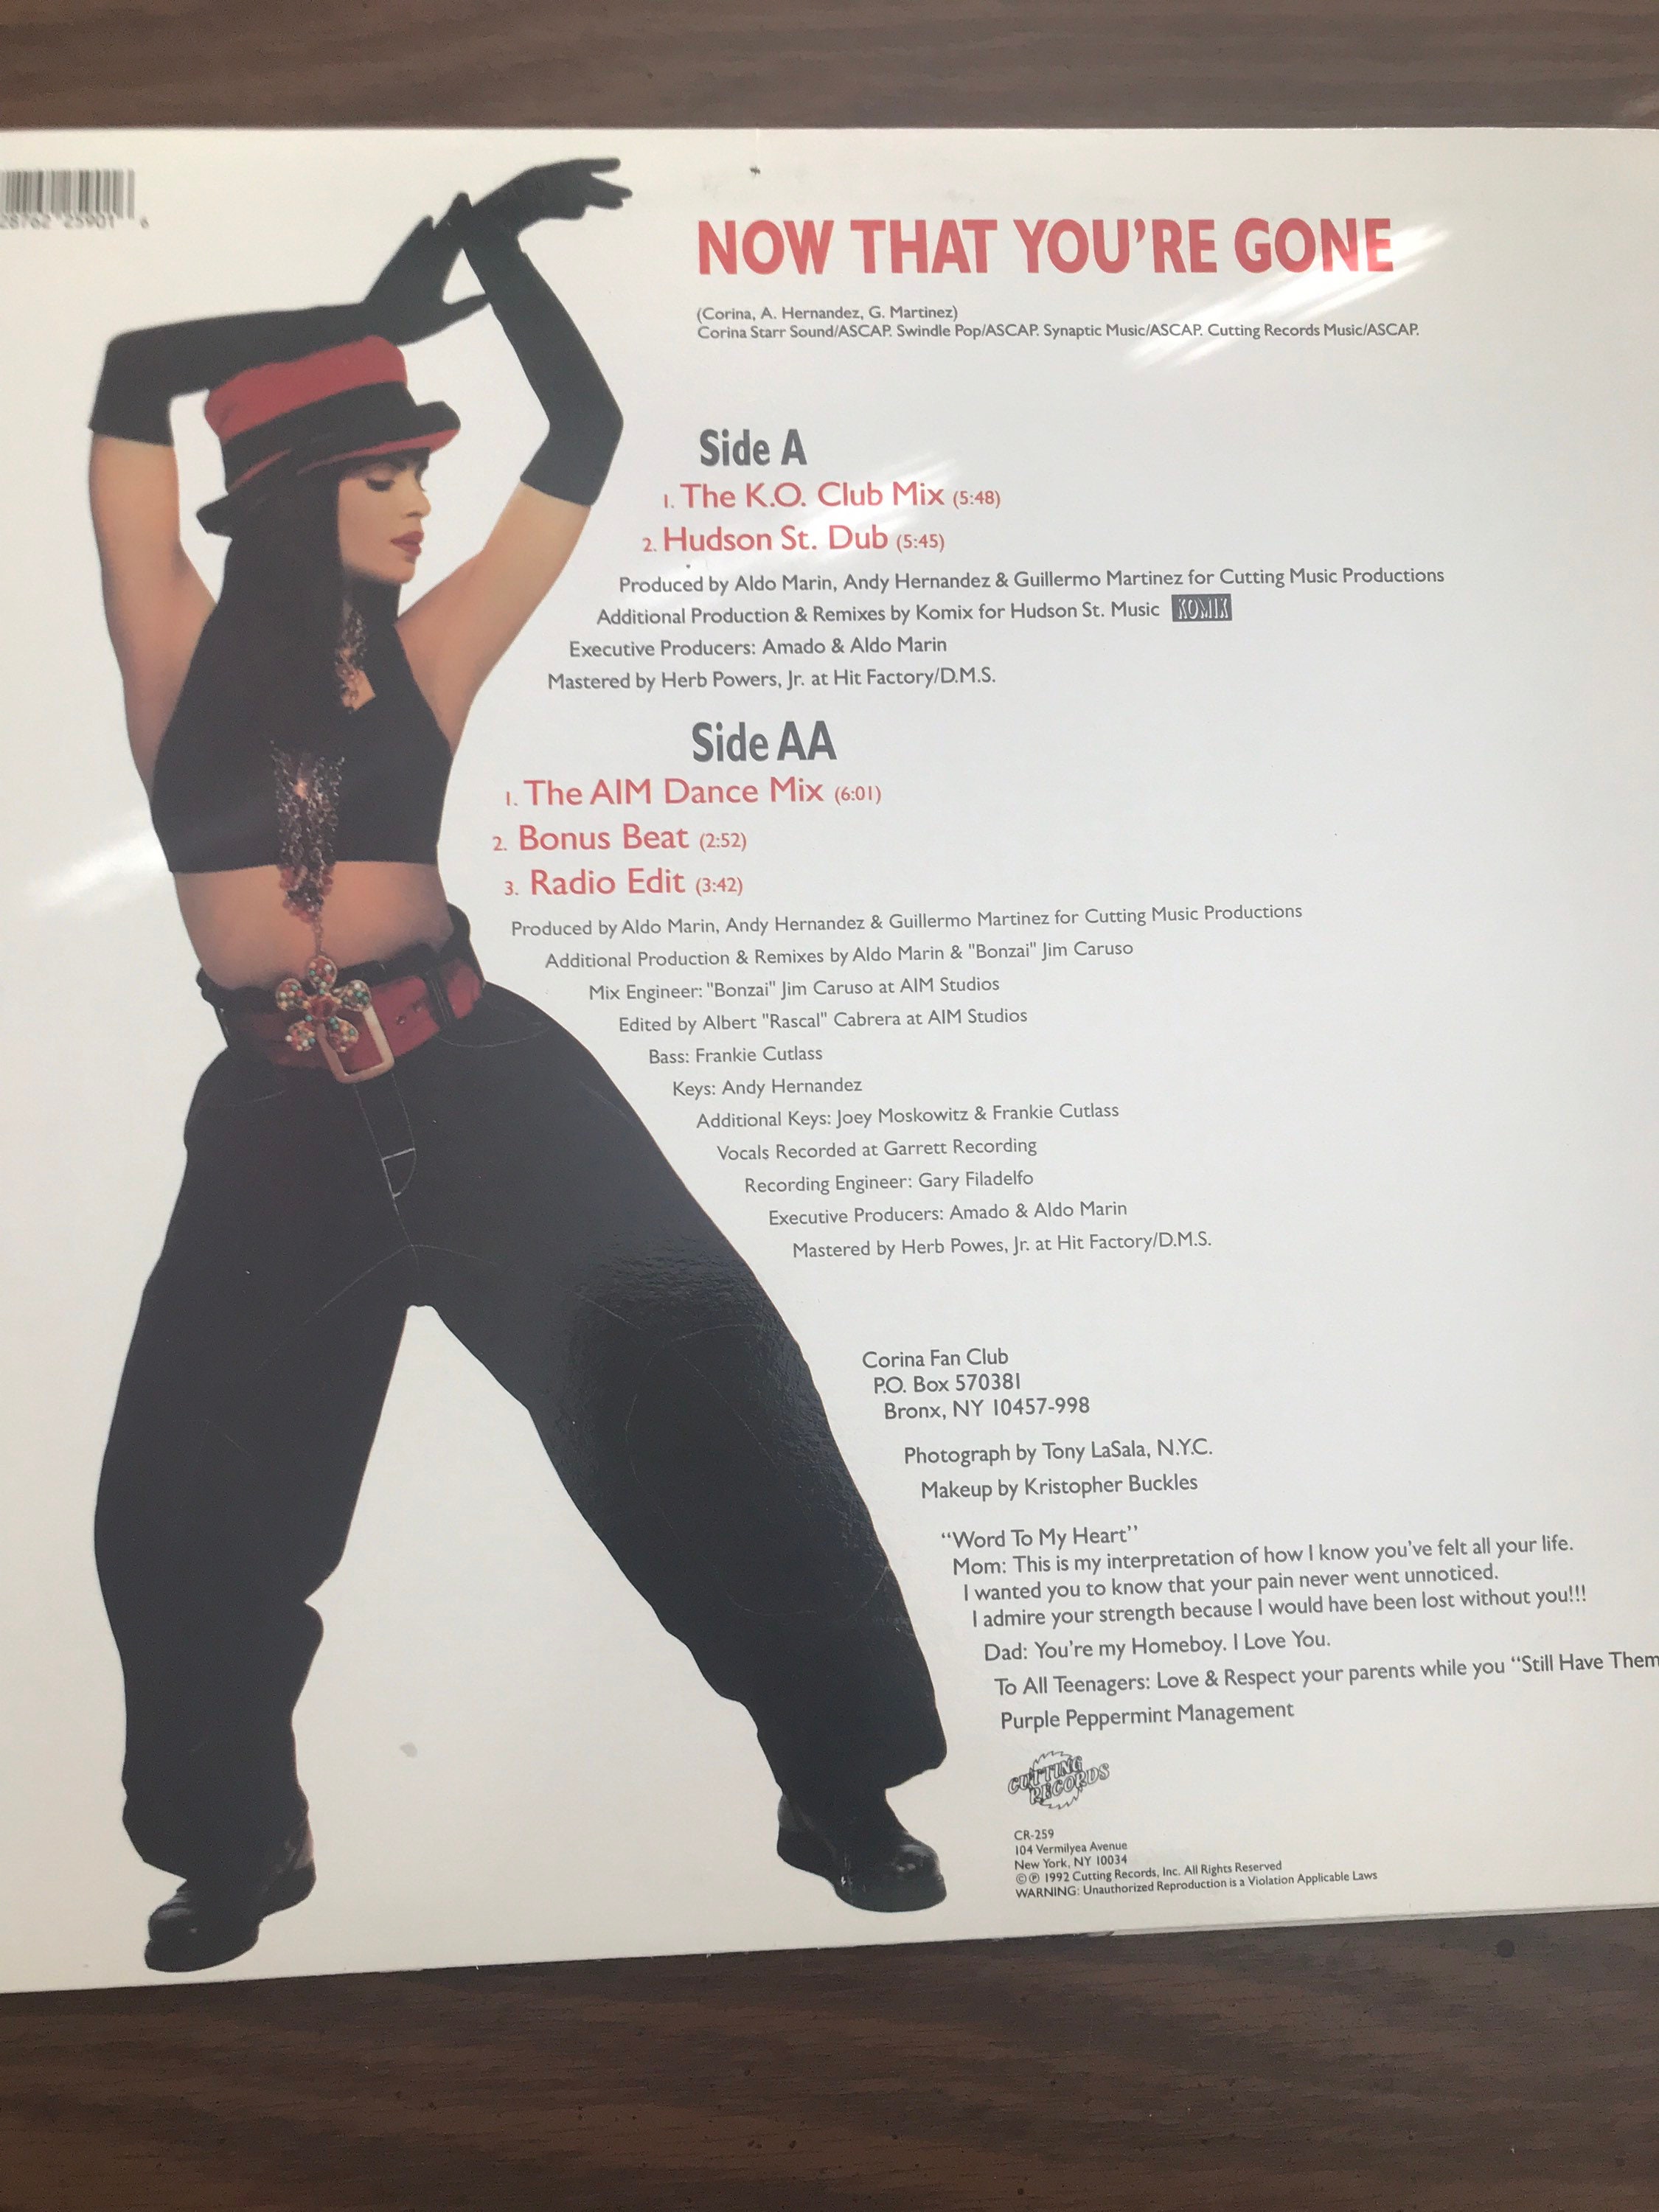 28762 25901 6
NOW THAT YOU'RE GONE
(Corina, A. Hernandez, G. Martinez)
Corina Starr Sound/ASCAP. Swindle Pop/ASCAP. Synaptic Music/ASCAP. Cutting Records Music/ASCAP.
Side A
1. The K.O. Club Mix (5:48)
2. Hudson St. Dub (5:45)
Produced by Aldo Marin, Andy Hernandez & Guillermo Martinez for Cutting Music Productions
Additional Production & Remixes by Komix for Hudson St. Music KOMIX
Executive Producers: Amado & Aldo Marin
Mastered by Herb Powers, Jr. at Hit Factory/D.M.S.
Side AA
1. The AIM Dance Mix (6:01)
2. Bonus Beat (2:52)
3. Radio Edit (3:42)
Produced by Aldo Marin, Andy Hernandez & Guillermo Martinez for Cutting Music Productions
Additional Production & Remixes by Aldo Marin & "Bonzai" Jim Caruso
Mix Engineer: "Bonzai" Jim Caruso at AIM Studios
Edited by Albert "Rascal" Cabrera at AIM Studios
Bass: Frankie Cutlass
Keys: Andy Hernandez
Additional Keys: Joey Moskowitz & Frankie Cutlass
Vocals Recorded at Garrett Recording
Recording Engineer: Gary Filadelfo
Executive Producers: Amado & Aldo Marin
Mastered by Herb Powes, Jr. at Hit Factory/D.M.S.
Corina Fan Club
P.O. Box 570381
Bronx, NY 10457-998
Photograph by Tony LaSala, N.Y.C.
Makeup by Kristopher Buckles
“Word To My Heart”
Mom: This is my interpretation of how I know you've felt all your life.
I wanted you to know that your pain never went unnoticed.
I admire your strength because I would have been lost without you!!!
Dad: You're my Homeboy. I Love You.
To All Teenagers: Love & Respect your parents while you “Still Have Them
Purple Peppermint Management
CUTTING
RECORDS
CR-259
104 Vermilyea Avenue
New York, NY 10034
©℗ 1992 Cutting Records, Inc. All Rights Reserved
WARNING: Unauthorized Reproduction is a Violation Applicable Laws